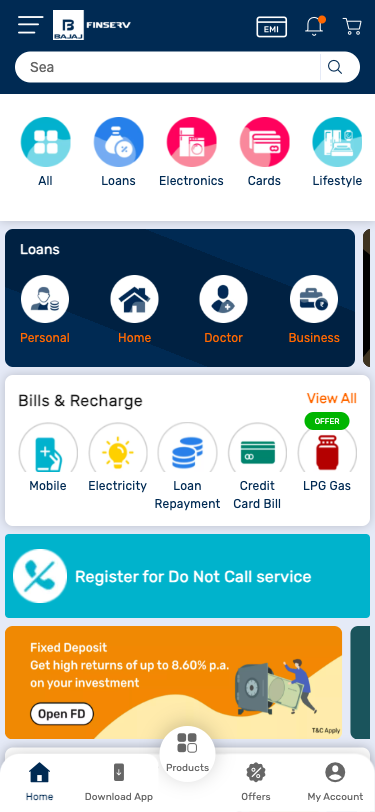 B
BAJAJ
FINSERV
EMI
Sea
All
Loans
Electronics
Cards
Lifestyle
Loans
Personal
Home
Doctor
Business
Bills & Recharge
View All
OFFER
Mobile
Electricity
Loan
Repayment
Credit
Card Bill
LPG Gas
Register for Do Not Call service
Fixed Deposit
Get high returns of up to 8.60% p.a.
on your investment
Open FD
T&C Apply
Home
Download App
Products
Offers
My Account